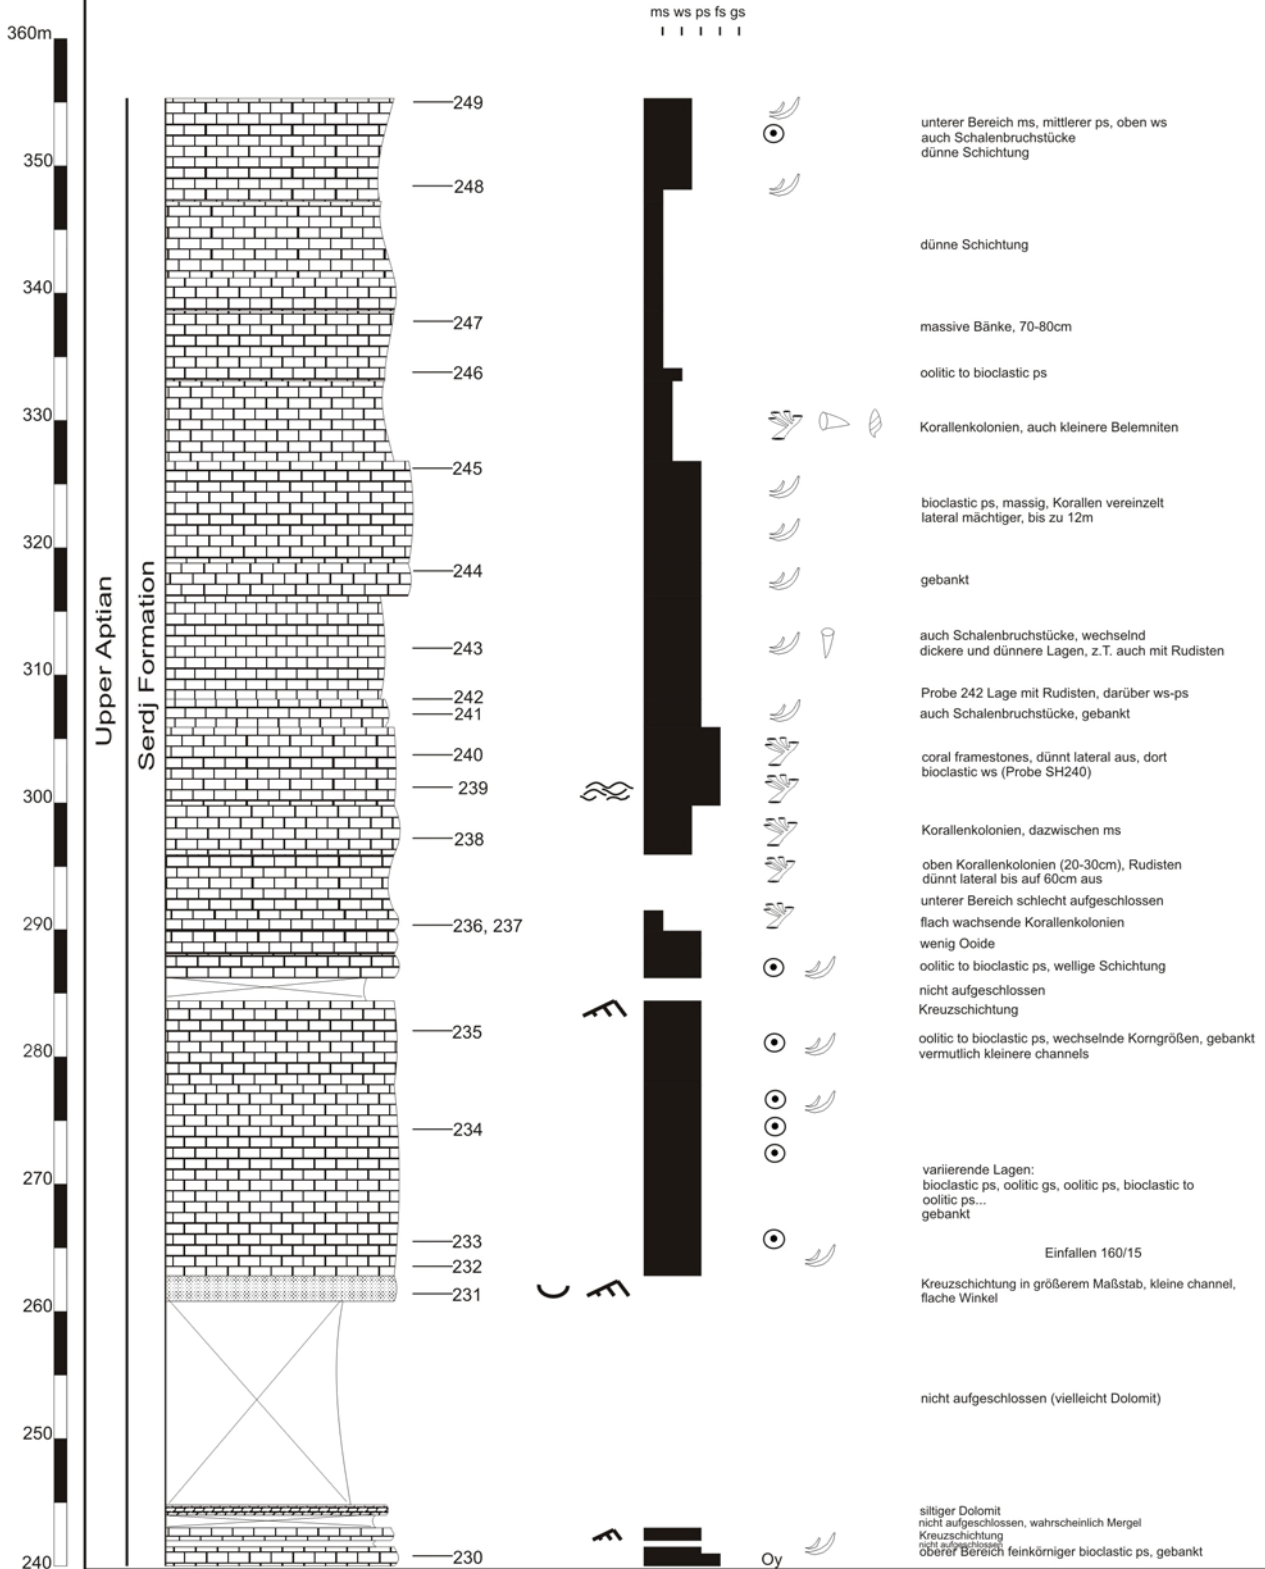 ms ws ps fs gs
360m
249
unterer Bereich ms, mittlerer ps, oben ws
auch Schalenbruchstücke
dünne Schichtung
350
248
dünne Schichtung
340
247
massive Bänke, 70-80cm
246
oolitic to bioclastic ps
330
Korallenkolonien, auch kleinere Belemniten
245
bioclastic ps, massig, Korallen vereinzelt
lateral mächtiger, bis zu 12m
320
244
gebankt
Upper Aptian
Serdj Formation
243
auch Schalenbruchstücke, wechselnd
dickere und dünnere Lagen, z.T. auch mit Rudisten
310
242
Probe 242 Lage mit Rudisten, darüber ws-ps
241
auch Schalenbruchstücke, gebankt
240
coral framestones, dünnt lateral aus, dort
bioclastic ws (Probe SH240)
239
300
238
Korallenkolonien, dazwischen ms
oben Korallenkolonien (20-30cm), Rudisten
dünnt lateral bis auf 60cm aus
unterer Bereich schlecht aufgeschlossen
290
236, 237
flach wachsende Korallenkolonien
wenig Ooide
oolitic to bioclastic ps, wellige Schichtung
nicht aufgeschlossen
Kreuzschichtung
235
280
oolitic to bioclastic ps, wechselnde Korngrößen, gebankt
vermutlich kleinere channels
234
270
variierende Lagen:
bioclastic ps, oolitic gs, oolitic ps, bioclastic to
oolitic ps...
gebankt
233
Einfallen 160/15
232
231
Kreuzschichtung in größerem Maßstab, kleine channel,
flache Winkel
260
nicht aufgeschlossen (vielleicht Dolomit)
250
siltiger Dolomit
nicht aufgeschlossen, wahrscheinlich Mergel
Kreuzschichtung
nicht aufgeschlossen
oberer Bereich feinkörniger bioclastic ps, gebankt
230
Oy
240